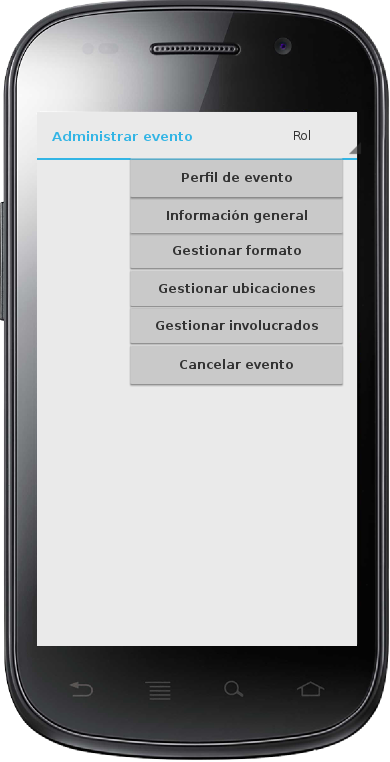 Administrar evento Rol
Perfil de evento
Información general
Gestionar formato
Gestionar ubicaciones
Gestionar involucrados
Cancelar evento